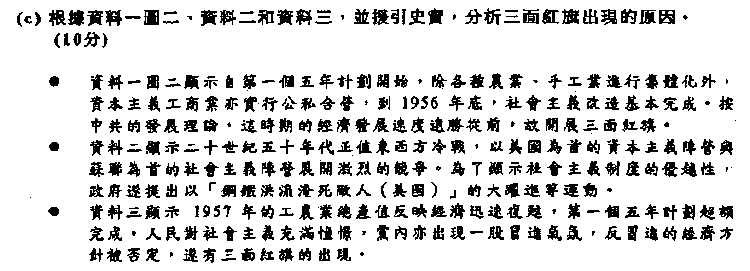 (c) 根據資料一圖二、資料二和資料三，並援引史實，分析三面紅旗出現的原因。
(10分)
● 資料一圖二顯示自第一個五年計劃開始，除各種農業、手工業進行集體化外，
資本主義工商業亦實行公私合營，到 1956 年底，社會主義改造基本完成。按
中共的發展理論，這時期的經濟發展速度遠勝從前，故開展三面紅旗。
● 資料二顯示二十世紀五十年代正值東西方冷戰，以美國為首的資本主義陣營與
蘇聯為首的社會主義陣營展開激烈的競爭。為了顯示社會主義制度的優越性，
政府遂提出以「鋼鐵洪流淹死敵人（美國）」的大躍進等運動。
● 資料三顯示 1957 年的工農業總產值反映經濟迅速復甦，第一個五年計劃超額
完成。人民對社會主義充滿憧憬，黨內亦出現一股冒進氣氛，反冒進的經濟方
針被否定，遂有三面紅旗的出現。